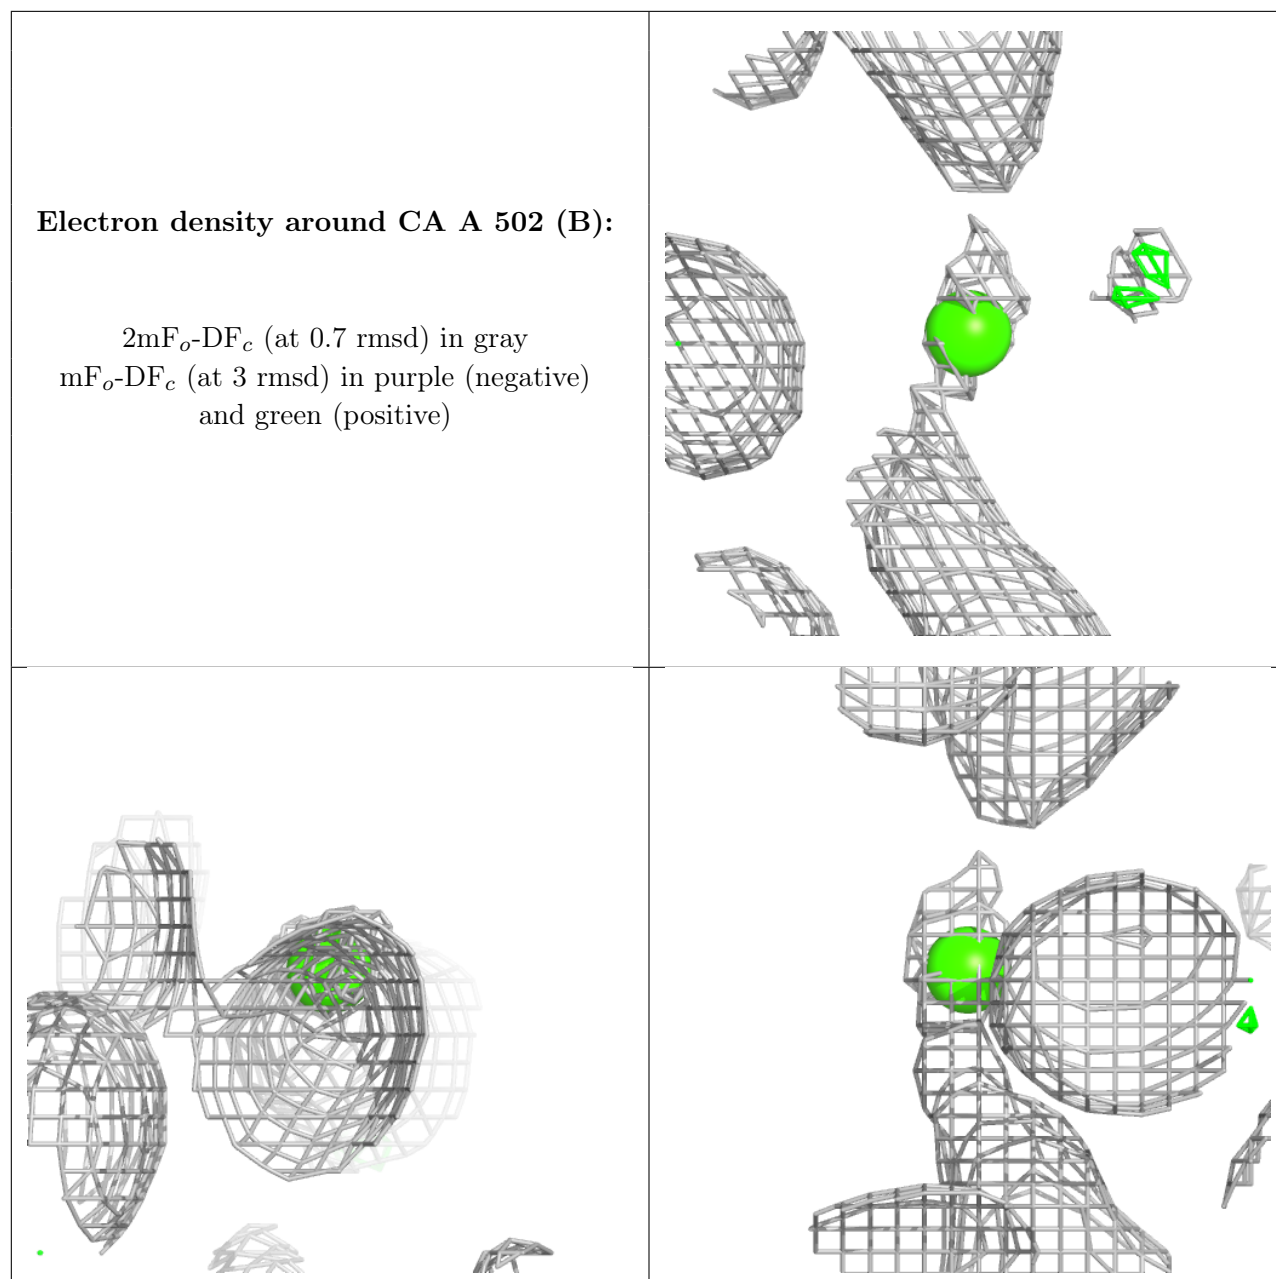 Electron density around CA A 502 (B):
2mFo-DFc (at 0.7 rmsd) in gray
mFo-DFc (at 3 rmsd) in purple (negative)
and green (positive)